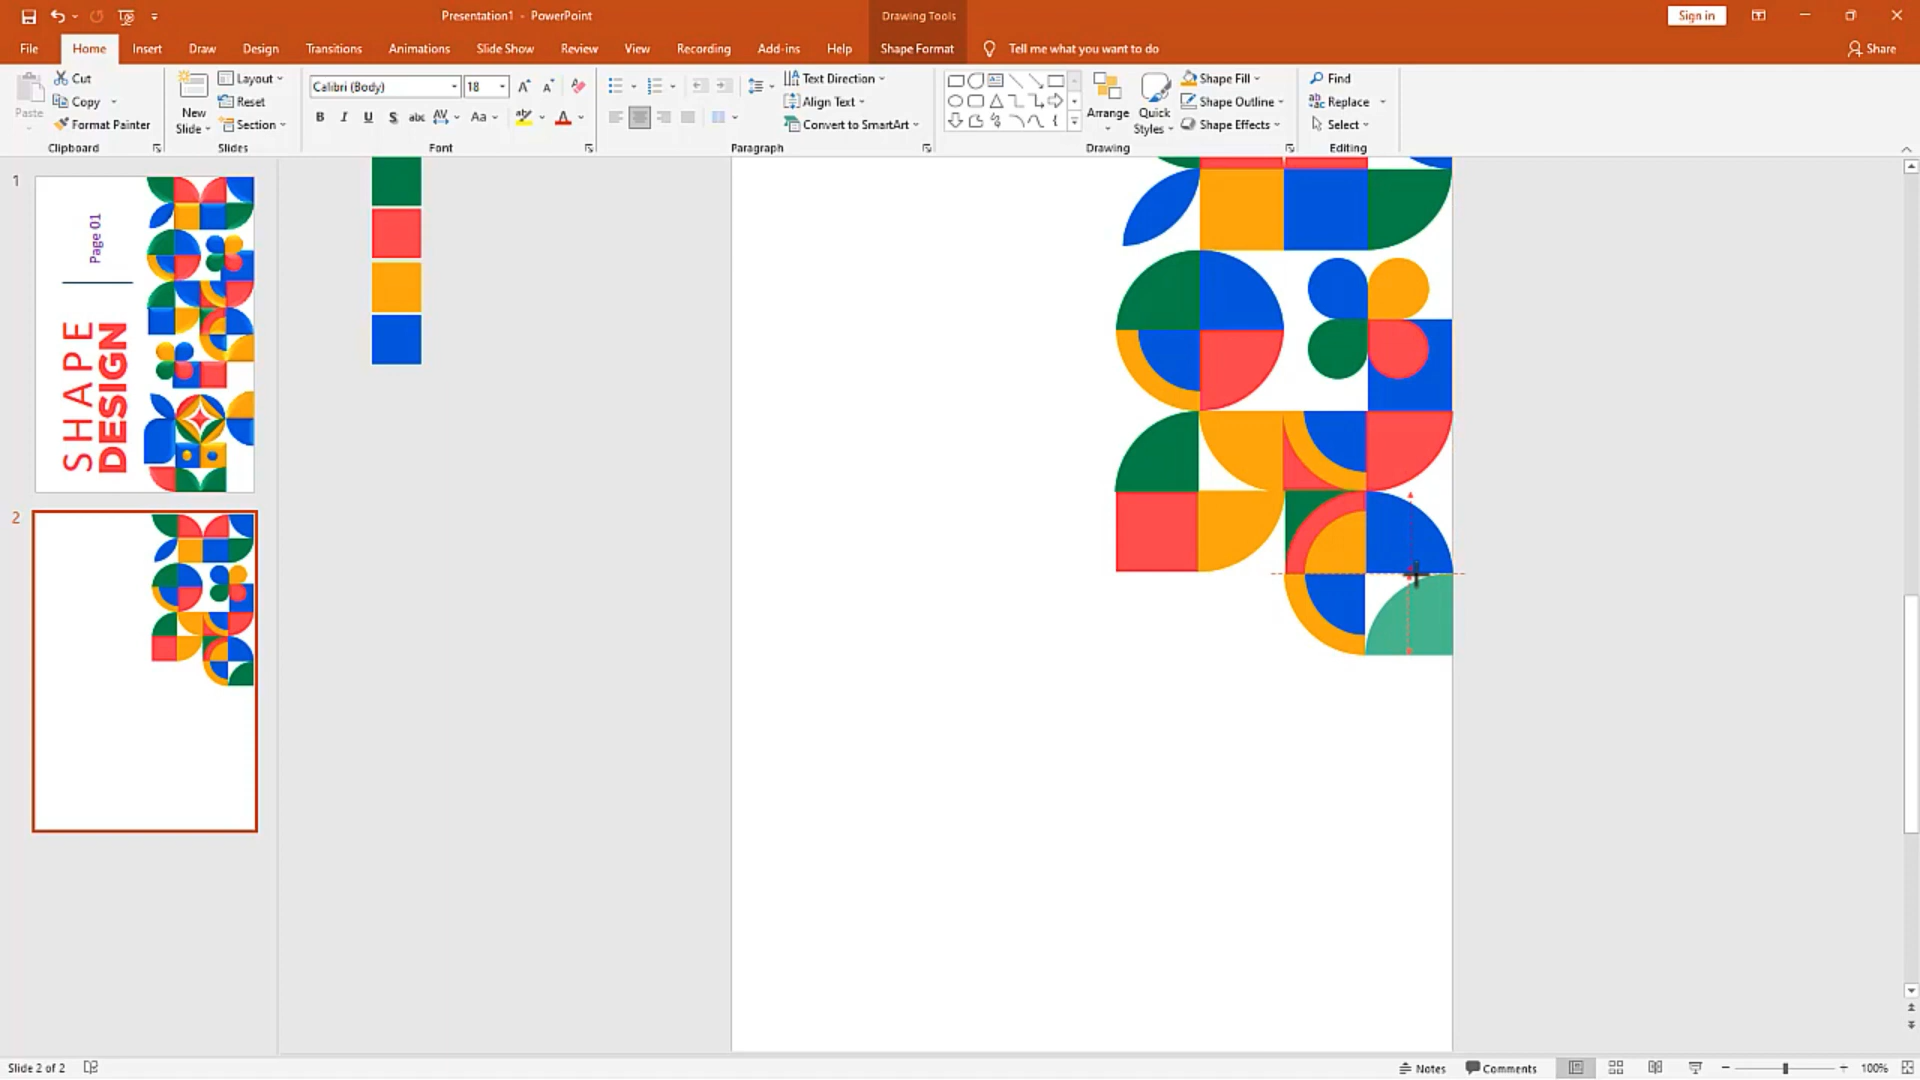 Presentation1 - PowerPoint
Drawing Tools
Sign in
File
Home
Insert
Draw
Design
Transitions
Animations
Slide Show
Review
View
Recording
Add-ins
Help
Shape Format
Tell me what you want to do
Share
Paste
Cut
Copy
Format Painter
Clipboard
New
Slide
Layout
Reset
Section
Slides
Calibri (Body)
18
B
I
U
S
abc
AV
Aa
A
Font
Text Direction
Align Text
Convert to SmartArt
Paragraph
Arrange
Quick
Styles
Shape Fill
Shape Outline
Shape Effects
Drawing
Find
Replace
Select
Editing
1
Page 01
SHAPE
DESIGN
2
Slide 2 of 2
Notes
Comments
100%